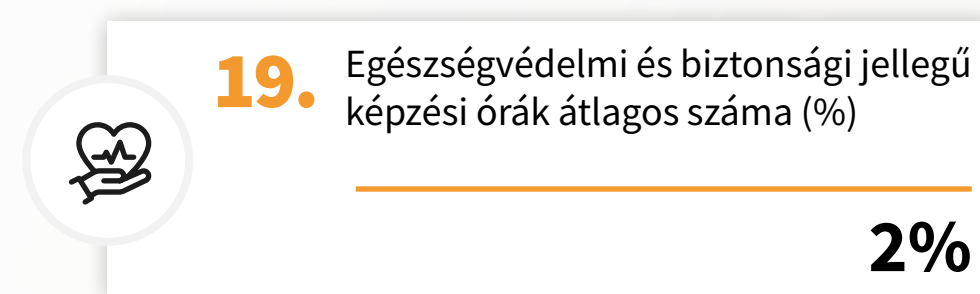 19.
Egészségvédelmi és biztonsági jellegű
képzési órák átlagos száma (%)
2%